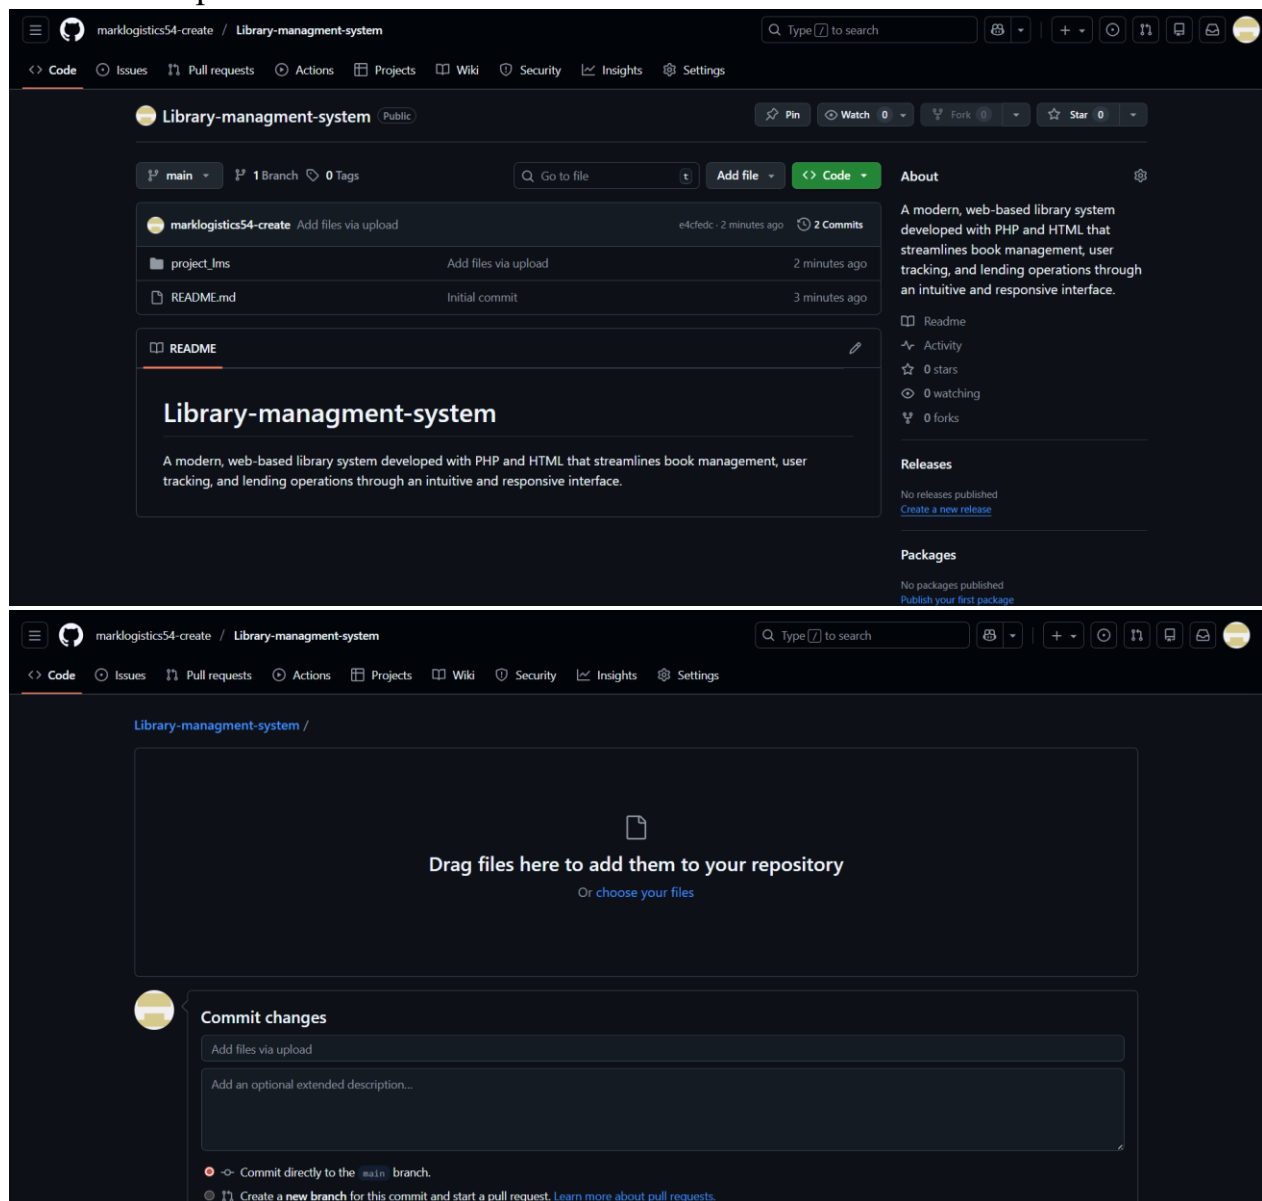 marklogistics54-create / Library-managment-system
Type / to search
Code Issues Pull requests Actions Projects Wiki Security Insights Settings
Library-managment-system Public
Pin Watch 0 Fork 0 Star 0
main 1 Branch 0 Tags
Go to file t Add file Code
marklogistics54-create Add files via upload e4cfedc · 2 minutes ago 2 Commits
project_lms Add files via upload 2 minutes ago
README.md Initial commit 3 minutes ago
README
Library-managment-system
A modern, web-based library system developed with PHP and HTML that streamlines book management, user
tracking, and lending operations through an intuitive and responsive interface.
About
A modern, web-based library system
developed with PHP and HTML that
streamlines book management, user
tracking, and lending operations through
an intuitive and responsive interface.
Readme
Activity
0 stars
0 watching
0 forks
Releases
No releases published
Create a new release
Packages
No packages published
Publish your first package
marklogistics54-create / Library-managment-system
Type / to search
Code Issues Pull requests Actions Projects Wiki Security Insights Settings
Library-managment-system /
Drag files here to add them to your repository
Or choose your files
Commit changes
Add files via upload
Add an optional extended description...
Commit directly to the main branch.
Create a new branch for this commit and start a pull request. Learn more about pull requests.